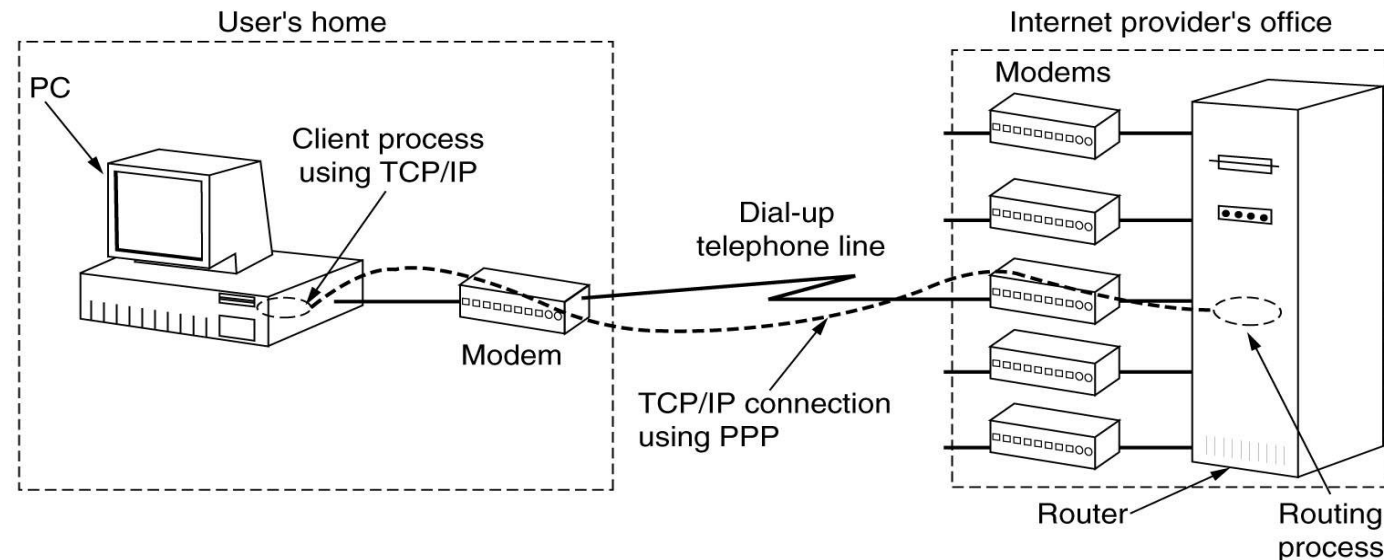 User's home
Internet provider's office
PC
Modems
Client process
using TCP/IP
Dial-up
telephone line
Modem
TCP/IP connection
using PPP
Router
Routing
process